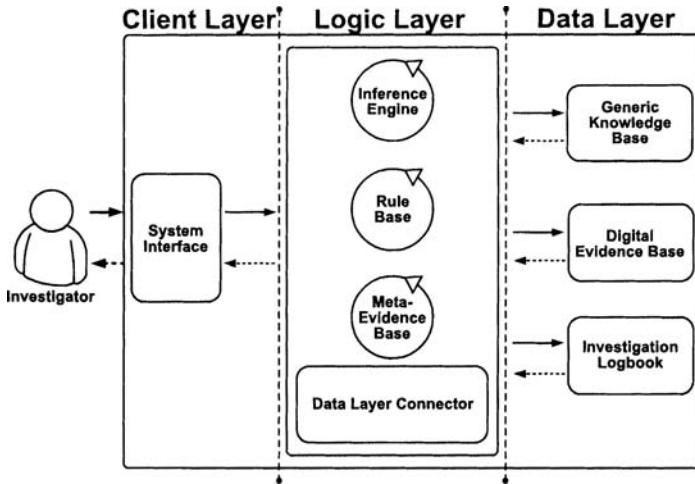 Client Layer
Logic Layer
Data Layer
Inference
Engine
Generic
Knowledge
Base
System
Interface
Rule
Base
Digital
Evidence Base
Investigator
Meta-
Evidence
Base
Investigation
Logbook
Data Layer Connector